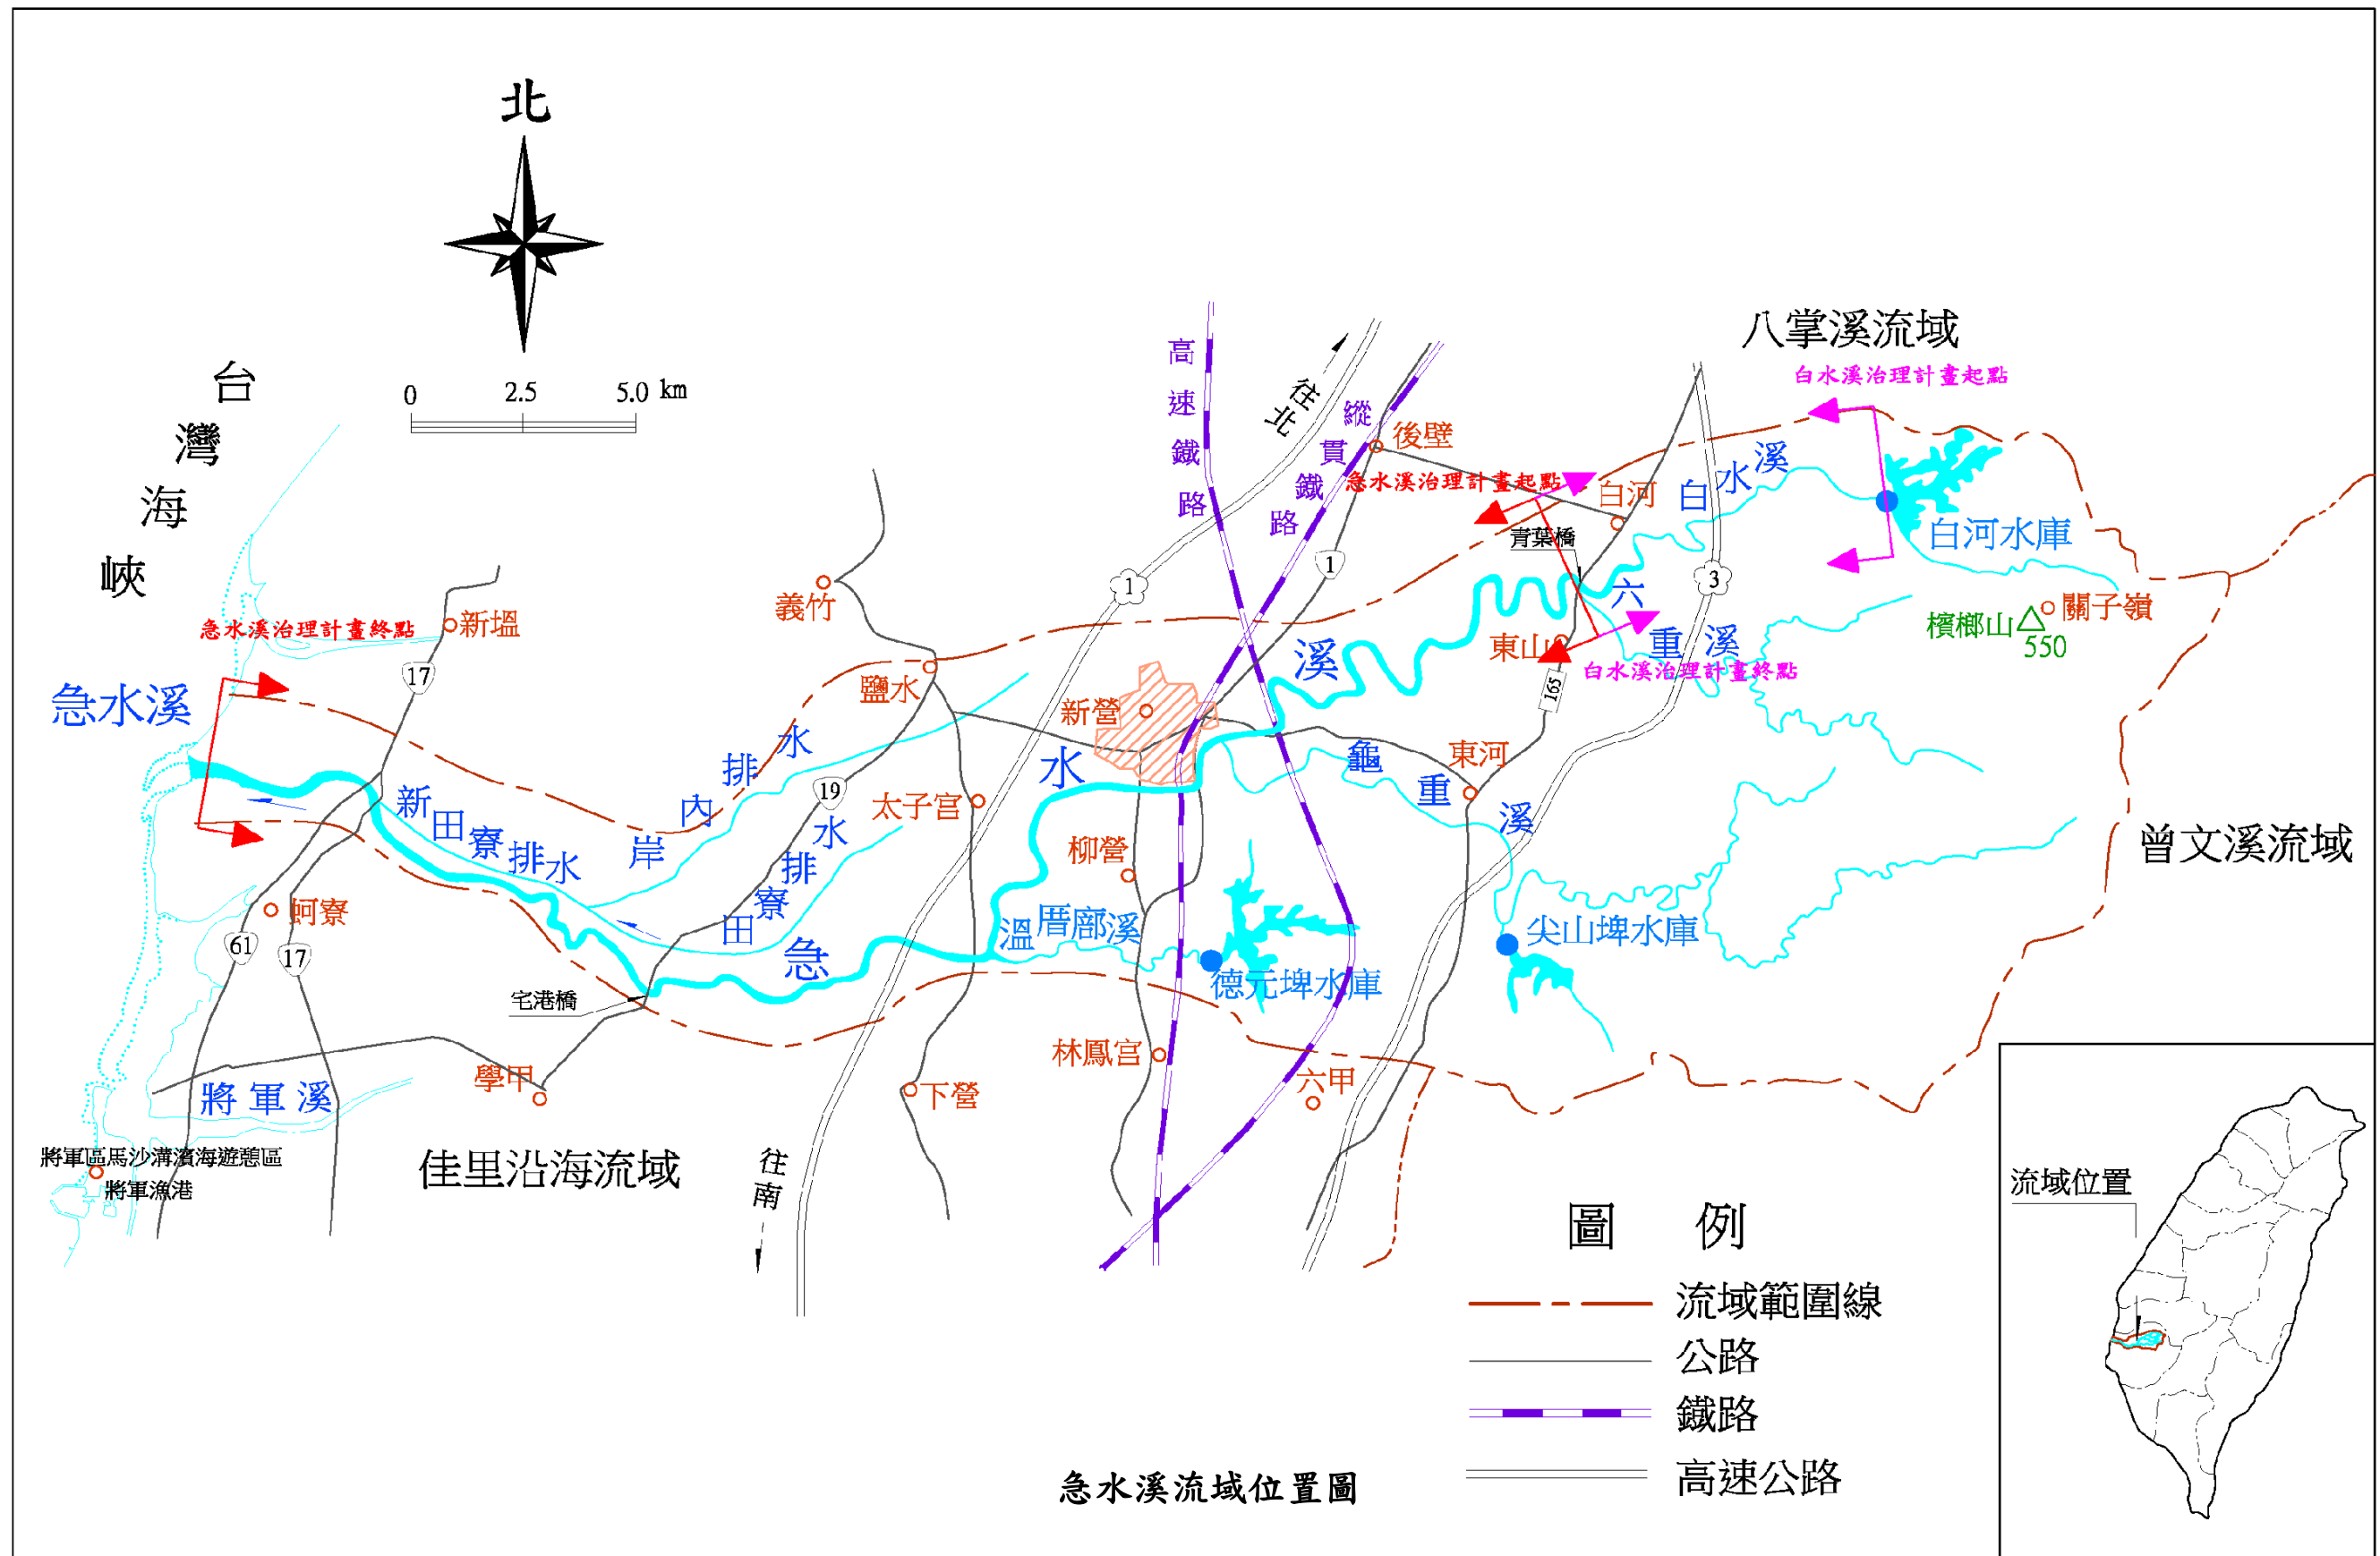 北
0 2.5 5.0 km
台灣海峽
八掌溪流域
白水溪治理計畫起點
高速鐵路
往北
縱貫鐵路
後壁
急水溪治理計畫起點
白河
白水溪
白河水庫
青葉橋
1
1
3
六重溪
檳榔山
550
關子嶺
東山
白水溪治理計畫終點
165
義竹
新塭
急水溪治理計畫終點
17
急水溪
鹽水
新營
溪
水
急
龜重溪
東河
內岸排水
19
太子宮
新田寮排水
田寮排水
柳營
曾文溪流域
蚵寮
61
17
溫厝廍溪
德元埤水庫
尖山埤水庫
宅港橋
林鳳宮
六甲
學甲
下營
將軍溪
將軍區馬沙溝濱海遊憩區
將軍漁港
佳里沿海流域
往南
流域位置
圖 例
流域範圍線
公路
鐵路
高速公路
急水溪流域位置圖